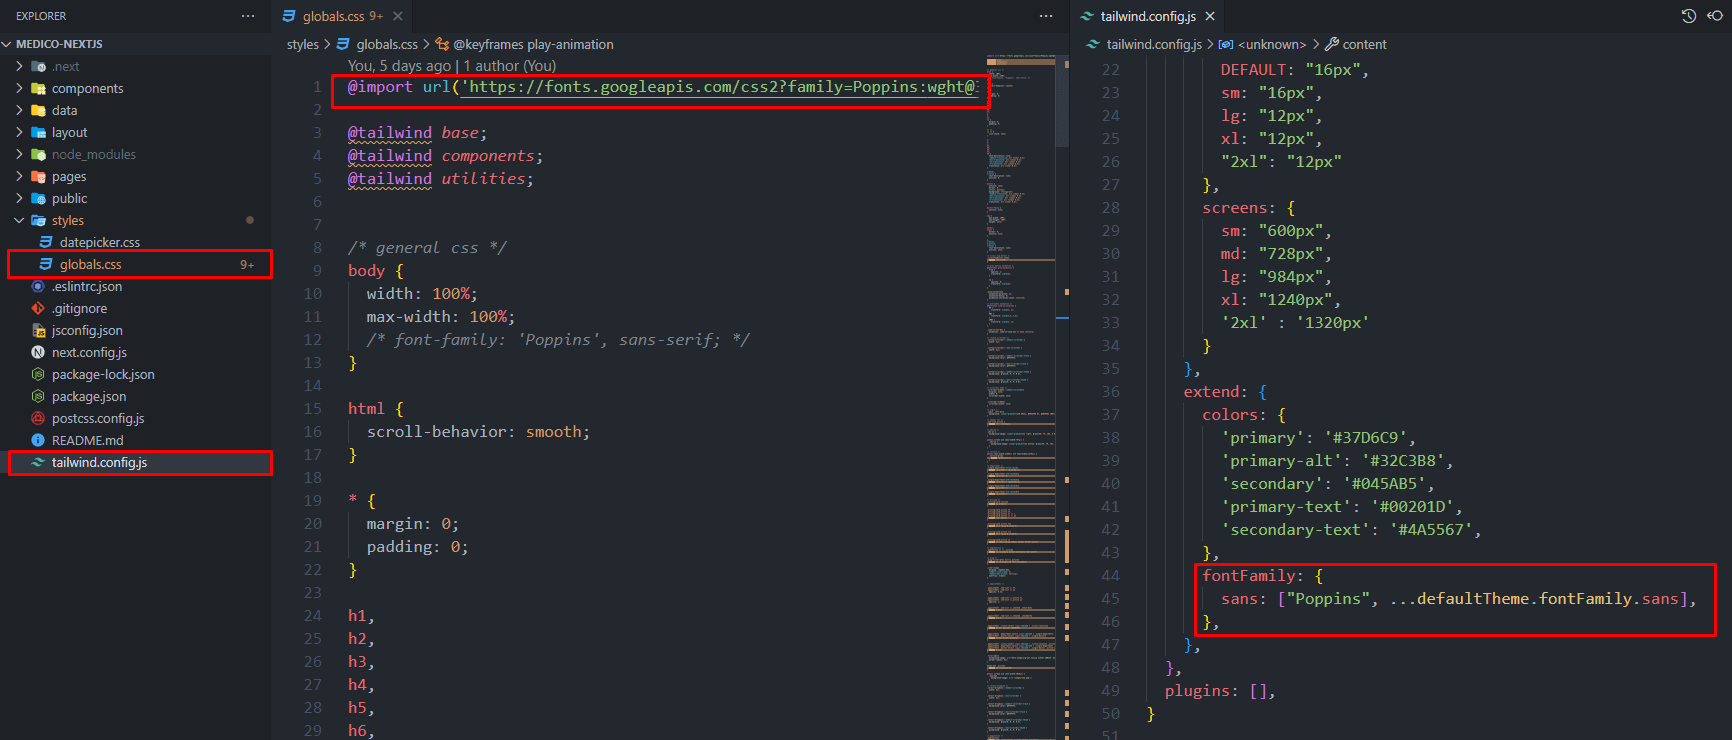 EXPLORER
MEDICO-NEXTJS
.next
components
data
layout
node_modules
pages
public
styles
datepicker.css
globals.css 9+
.eslintrc.json
.gitignore
jsconfig.json
next.config.js
package-lock.json
package.json
postcss.config.js
README.md
tailwind.config.js
globals.css 9+
styles > globals.css > @keyframes play-animation
You, 5 days ago | 1 author (You)
1 @import url('https://fonts.googleapis.com/css2?family=Poppins:wght@
2
3 @tailwind base;
4 @tailwind components;
5 @tailwind utilities;
6
7
8 /* general css */
9 body {
10 width: 100%;
11 max-width: 100%;
12 /* font-family: 'Poppins', sans-serif; */
13 }
14
15 html {
16 scroll-behavior: smooth;
17 }
18
19 * {
20 margin: 0;
21 padding: 0;
22 }
23
24 h1,
25 h2,
26 h3,
27 h4,
28 h5,
29 h6,
tailwind.config.js
tailwind.config.js > <unknown> > content
22 DEFAULT: "16px",
23 sm: "16px",
24 lg: "12px",
25 xl: "12px",
26 "2xl": "12px"
27 },
28 screens: {
29 sm: "600px",
30 md: "728px",
31 lg: "984px",
32 xl: "1240px",
33 '2xl' : '1320px'
34 }
35 },
36 extend: {
37 colors: {
38 'primary': '#37D6C9',
39 'primary-alt': '#32C3B8',
40 'secondary': '#045AB5',
41 'primary-text': '#00201D',
42 'secondary-text': '#4A5567',
43 },
44 fontFamily: {
45 sans: ["Poppins", ...defaultTheme.fontFamily.sans],
46 },
47 },
48 },
49 plugins: [],
50 }
51